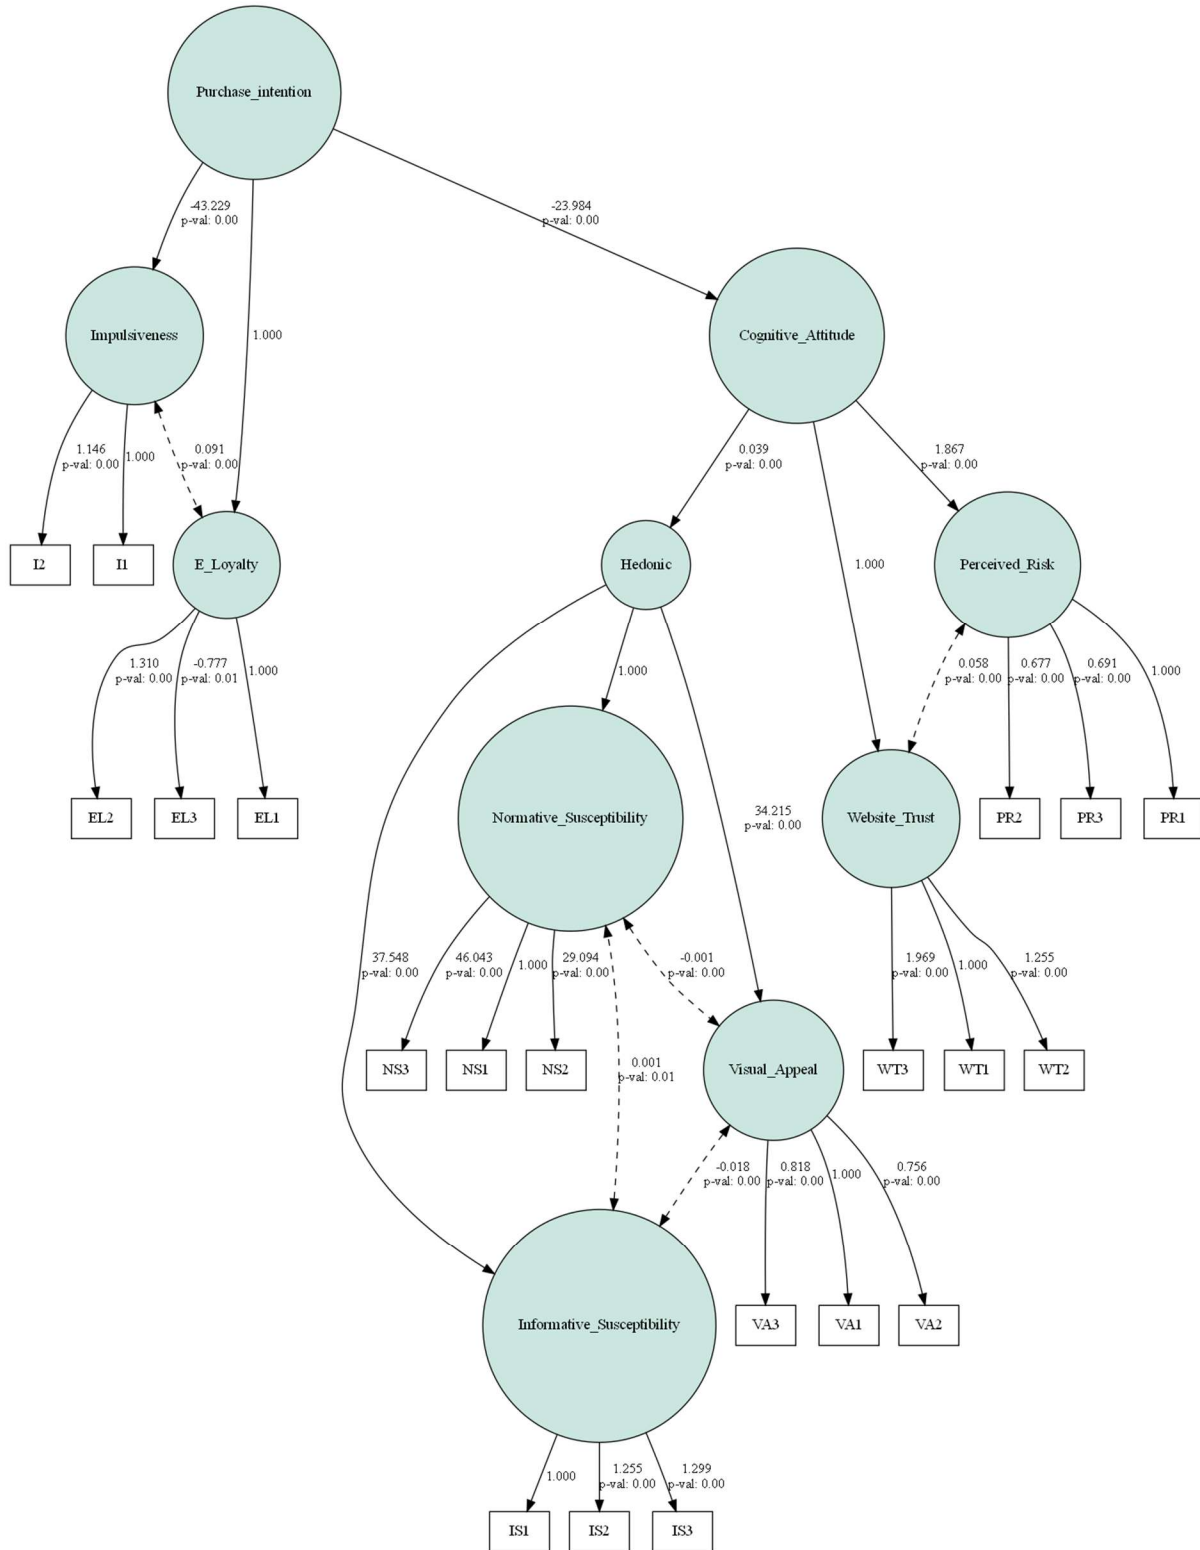 Purchase_intention
-43.229
p-val: 0.00
-23.984
p-val: 0.00
Impulsiveness
1.000
Cognitive_Attitude
1.146
p-val: 0.00
1.000
0.091
p-val: 0.00
0.039
p-val: 0.00
1.867
p-val: 0.00
I2
I1
E_Loyalty
Hedonic
1.000
Perceived_Risk
1.310
p-val: 0.00
-0.777
p-val: 0.01
1.000
1.000
0.058
p-val: 0.00
0.677
p-val: 0.00
0.691
p-val: 0.00
1.000
EL2
EL3
EL1
Normative_Susceptibility
34.215
p-val: 0.00
Website_Trust
PR2
PR3
PR1
37.548
p-val: 0.00
46.043
p-val: 0.00
1.000
29.094
p-val: 0.00
-0.001
p-val: 0.00
1.969
p-val: 0.00
1.000
1.255
p-val: 0.00
NS3
NS1
NS2
0.001
p-val: 0.01
Visual_Appeal
WT3
WT1
WT2
-0.018
p-val: 0.00
0.818
p-val: 0.00
1.000
0.756
p-val: 0.00
Informative_Susceptibility
VA3
VA1
VA2
1.000
1.255
p-val: 0.00
1.299
p-val: 0.00
IS1
IS2
IS3